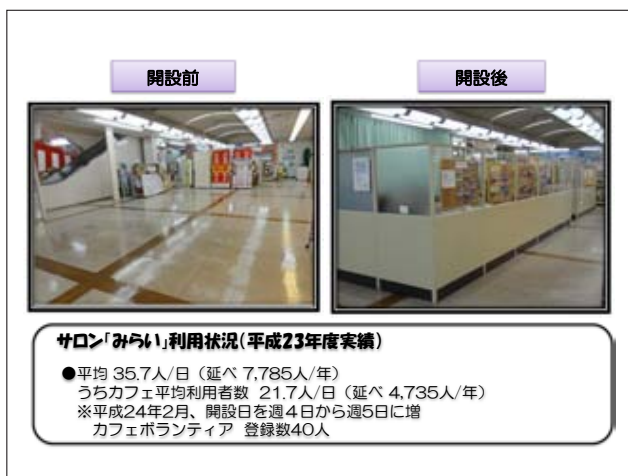 開設前
開設後
サロン「みらい」利用状況(平成23年度実績)
●平均 35.7人/日(延べ 7,785人/年)
うちカフェ平均利用者数 21.7人/日(延べ 4,735人/年)
※平成24年2月、開設日を週4日から週5日に増
カフェボランティア 登録数40人